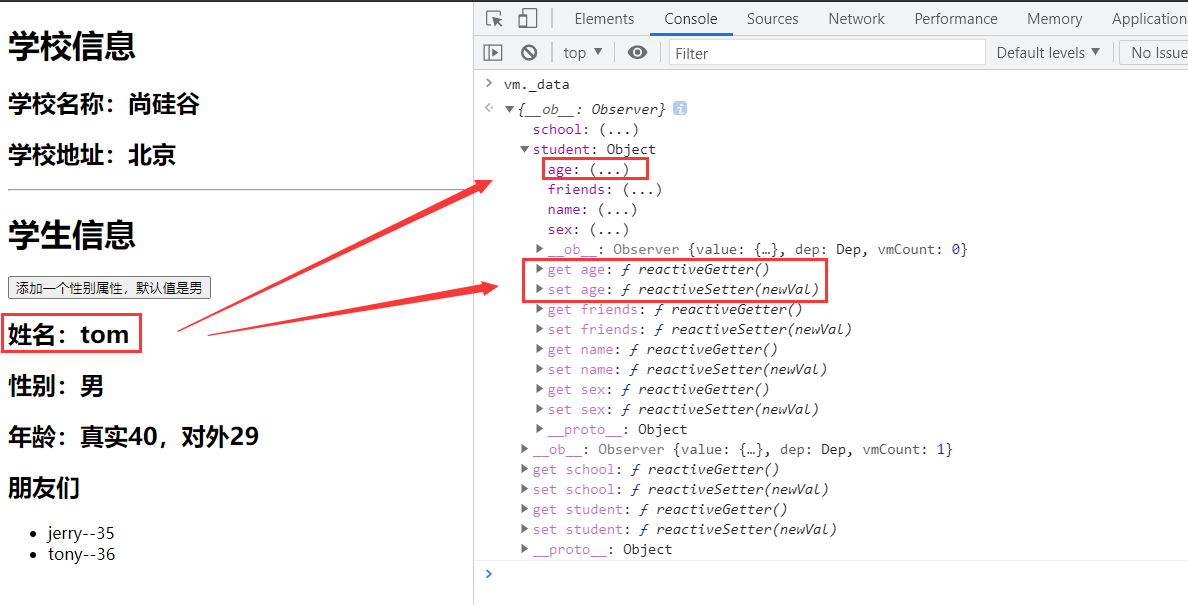 学校信息
学校名称：尚硅谷
学校地址：北京
学生信息
添加一个性别属性，默认值是男
姓名：tom
性别：男
年龄：真实40，对外29
朋友们
jerry--35
tony--36
Elements Console Sources Network Performance Memory Application
top ▼ Filter Default levels ▼ No Issue
> vm._data
{__ob__: Observer} i
school: (...)
student: Object
age: (...)
friends: (...)
name: (...)
sex: (...)
__ob__: Observer {value: {…}, dep: Dep, vmCount: 0}
get age: ƒ reactiveGetter()
set age: ƒ reactiveSetter(newVal)
get friends: ƒ reactiveGetter()
set friends: ƒ reactiveSetter(newVal)
get name: ƒ reactiveGetter()
set name: ƒ reactiveSetter(newVal)
get sex: ƒ reactiveGetter()
set sex: ƒ reactiveSetter(newVal)
__proto__: Object
__ob__: Observer {value: {…}, dep: Dep, vmCount: 1}
get school: ƒ reactiveGetter()
set school: ƒ reactiveSetter(newVal)
get student: ƒ reactiveGetter()
set student: ƒ reactiveSetter(newVal)
__proto__: Object
>